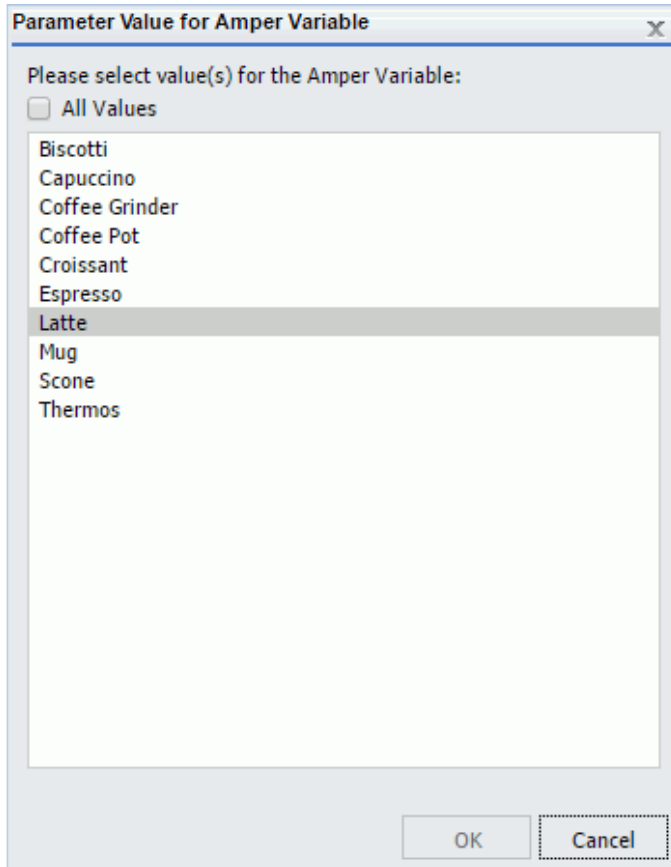 Parameter Value for Amper Variable
x
Please select value(s) for the Amper Variable:
All Values
Biscotti
Capuccino
Coffee Grinder
Coffee Pot
Croissant
Espresso
Latte
Mug
Scone
Thermos
OK Cancel